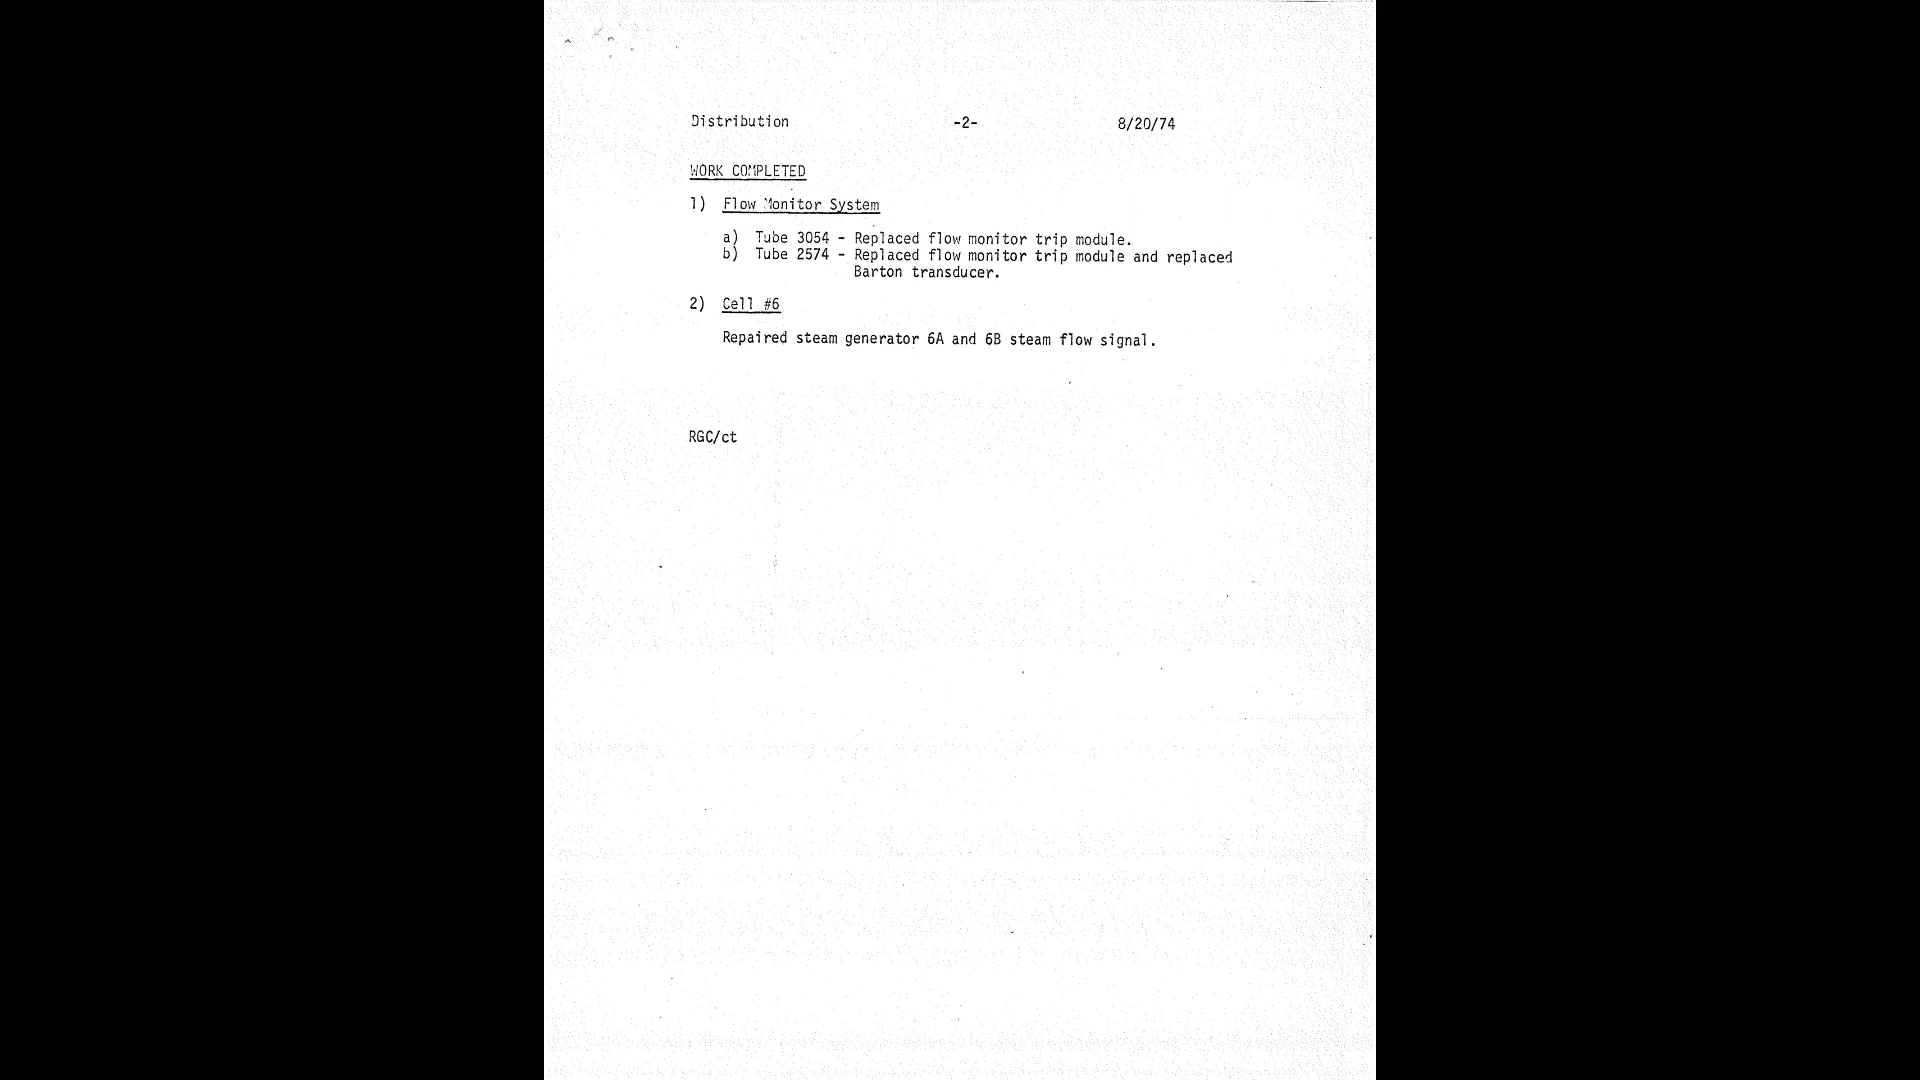 Distribution -2- 8/20/74
WORK COMPLETED
1) Flow Monitor System
a) Tube 3054 - Replaced flow monitor trip module.
b) Tube 2574 - Replaced flow monitor trip module and replaced
Barton transducer.
2) Cell #6
Repaired steam generator 6A and 6B steam flow signal.
RGC/ct